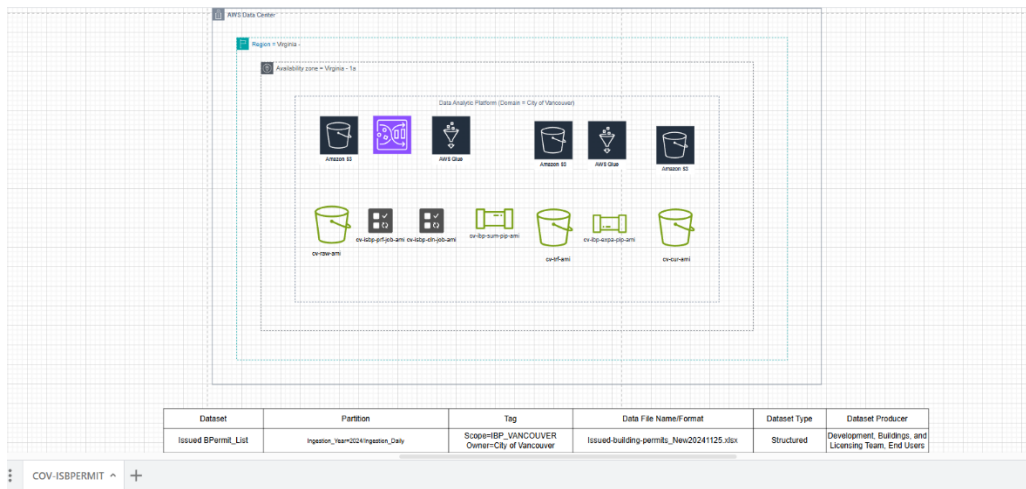 AWS Data Center
Region = Virginia -
Availability zone = Virginia - 1a
Data Analytic Platform (Domain = City of Vancouver)
Amazon S3
AWS Glue
Amazon S3
AWS Glue
Amazon S3
cv-raw-ami
cv-isbp-prf-job-ami
cv-isbp-cln-job-ami
cv-ibp-sum-pip-ami
cv-trf-ami
cv-ibp-expa-pip-ami
cv-cur-ami
Dataset Partition Tag Data File Name/Format Dataset Type Dataset Producer
Issued BPermit_List
Ingestion_Year=2024/Ingestion_Daily
Scope=IBP_VANCOUVER
Owner=City of Vancouver
Issued-building-permits_New20241125.xlsx
Structured
Development, Buildings, and
Licensing Team, End Users
COV-ISBPERMIT